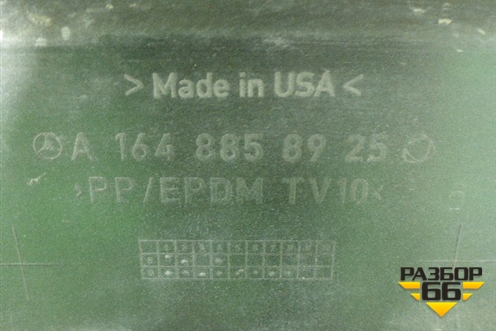 >Made in USA<
A 164 885 89 25
>PP/EPDM TV10<
РАЗБОР
66